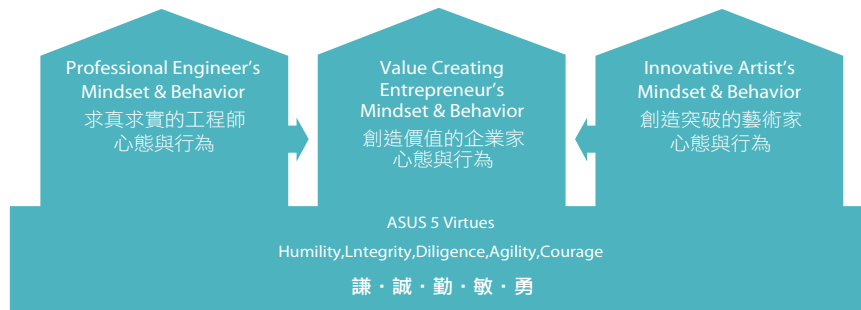 Professional Engineer's
Mindset & Behavior
求真求實的工程師
心態與行為
Value Creating
Entrepreneur's
Mindset & Behavior
創造價值的企業家
心態與行為
Innovative Artist's
Mindset & Behavior
創造突破的藝術家
心態與行為
ASUS 5 Virtues
Humility,Lntegrity,Diligence,Agility,Courage
謙・誠・勤・敏・勇